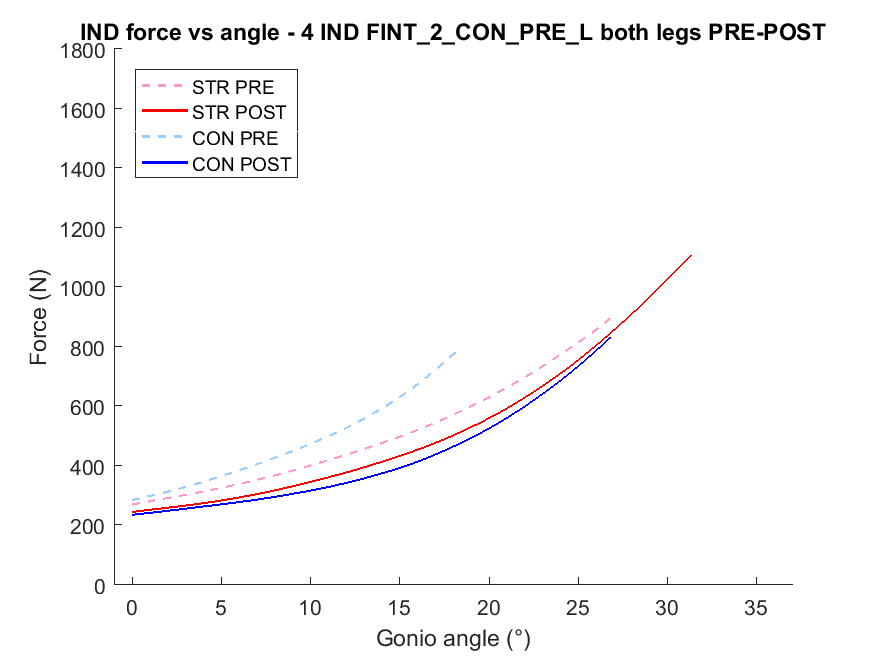 IND force vs angle - 4 IND FINT_2_CON_PRE_L both legs PRE-POST
1800
1600
1400
1200
1000
800
600
400
200
0
Force (N)
STR PRE
STR POST
CON PRE
CON POST
0 5 10 15 20 25 30 35
Gonio angle (°)